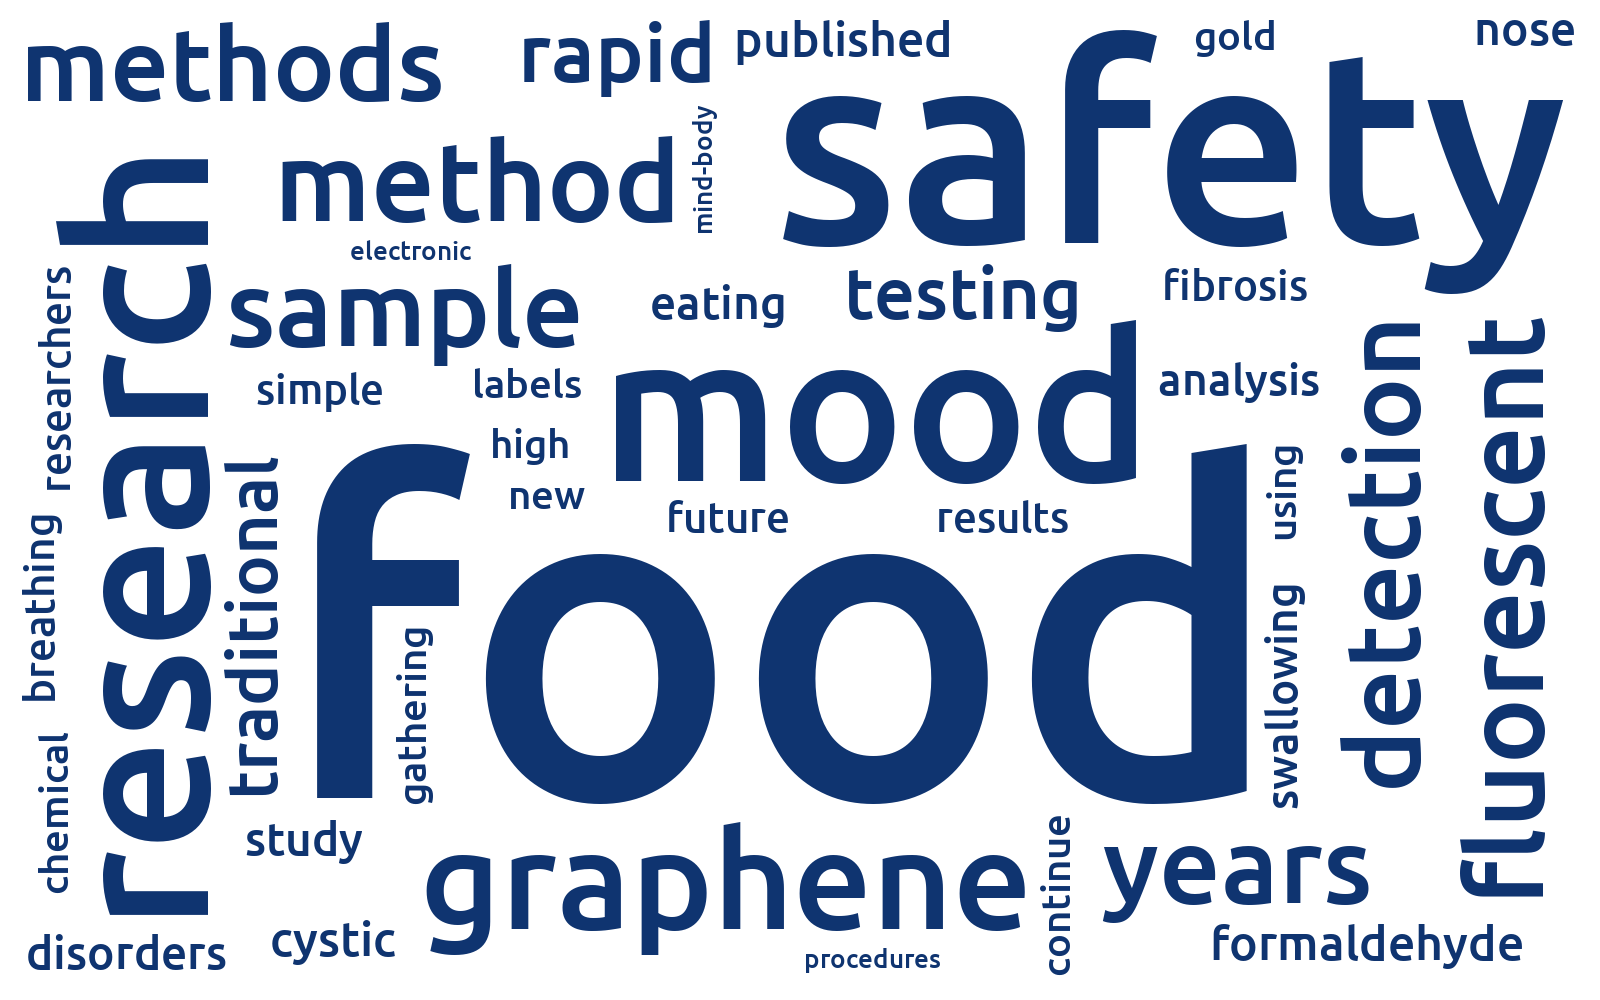 methods
rapid
published
gold
nose
safety
method
mind-body
research
electronic
sample
eating
testing
fibrosis
researchers
simple
labels
mood
analysis
detection
fluorescent
high
new
future
results
using
traditional
food
breathing
gathering
swallowing
chemical
study
graphene
continue
years
disorders
cystic
procedures
formaldehyde